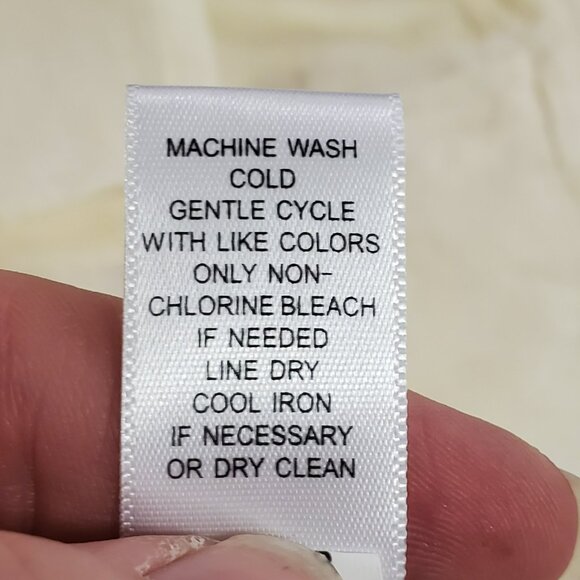 MACHINE WASH
COLD
GENTLE CYCLE
WITH LIKE COLORS
ONLY NON-
CHLORINE BLEACH
IF NEEDED
LINE DRY
COOL IRON
IF NECESSARY
OR DRY CLEAN